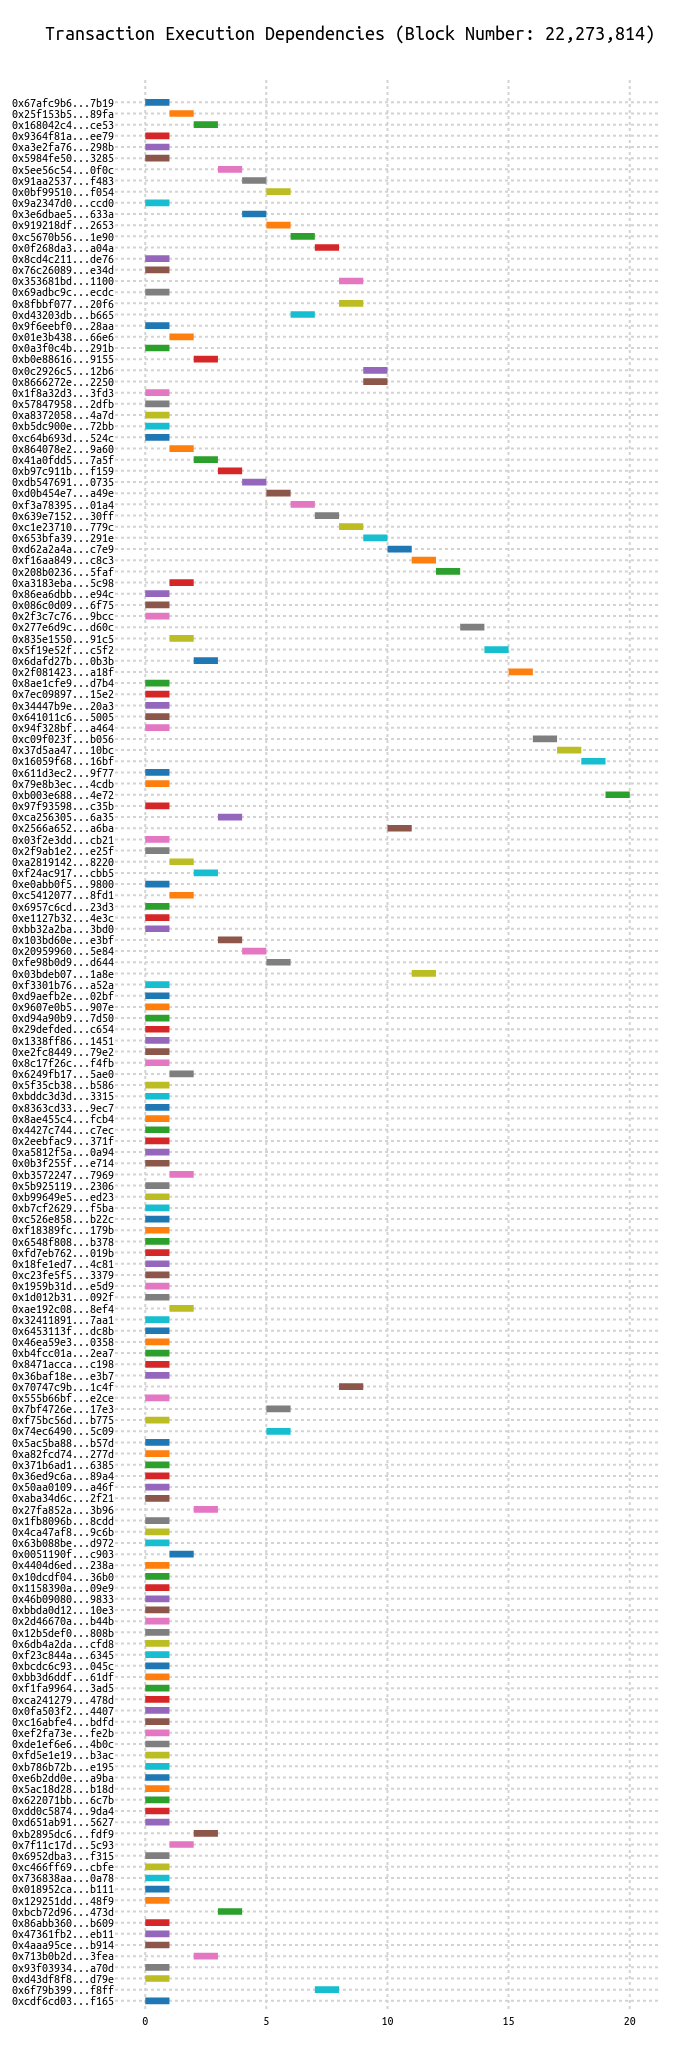 Transaction Execution Dependencies (Block Number: 22,273,814)
0x67afc9b6...7b19
0x25f153b5...89fa
0x168042c4...ce53
0x9364f81a...ee79
0xa3e2fa76...298b
0x5984fe50...3285
0x5ee56c54...0f0c
0x91aa2537...f483
0x0bf99510...f054
0x9a2347d0...ccd0
0x3e6dbae5...633a
0x919218df...2653
0xc5670b56...1e90
0x0f268da3...a04a
0x8cd4c211...de76
0x76c26089...e34d
0x353681bd...1100
0x69adbc9c...ecdc
0x8fbbf077...20f6
0xd43203db...b665
0x9f6eebf0...28aa
0x01e3b438...66e6
0x0a3f0c4b...291b
0xb0e88616...9155
0x0c2926c5...12b6
0x8666272e...2250
0x1f8a32d3...3fd3
0x57847958...2dfb
0xa8372058...4a7d
0xb5dc900e...72bb
0xc64b693d...524c
0x864078e2...9a60
0x41a0fdd5...7a5f
0xb97c911b...f159
0xdb547691...0735
0xd0b454e7...a49e
0xf3a78395...01a4
0x639e7152...30ff
0xc1e23710...779c
0x653bfa39...291e
0xd62a2a4a...c7e9
0xf16aa849...c8c3
0x208b0236...5faf
0xa3183eba...5c98
0x86ea6dbb...e94c
0x086c0d09...6f75
0x2f3c7c76...9bcc
0x277e6d9c...d60c
0x835e1550...91c5
0x5f19e52f...c5f2
0x6dafd27b...0b3b
0x2f081423...a18f
0x8ae1cfe9...d7b4
0x7ec09897...15e2
0x34447b9e...20a3
0x641011c6...5005
0x94f328bf...a464
0xc09f023f...b056
0x37d5aa47...10bc
0x16059f68...16bf
0x611d3ec2...9f77
0x79e8b3ec...4cdb
0xb003e688...4e72
0x97f93598...c35b
0xca256305...6a35
0x2566a652...a6ba
0x03f2e3dd...cb21
0x2f9ab1e2...e25f
0xa2819142...8220
0xf24ac917...cbb5
0xe0abb0f5...9800
0xc5412077...8fd1
0x6957c6cd...23d3
0xe1127b32...4e3c
0xbb32a2ba...3bd0
0x103bd60e...e3bf
0x20959960...5e84
0xfe98b0d9...d644
0x03bdeb07...1a8e
0xf3301b76...a52a
0xd9aefb2e...02bf
0x9607e0b5...907e
0xd94a90b9...7d50
0x29defded...c654
0x1338ff86...1451
0xe2fc8449...79e2
0x8c17f26c...f4fb
0x6249fb17...5ae0
0x5f35cb38...b586
0xbddc3d3d...3315
0x8363cd33...9ec7
0x8ae455c4...fcb4
0x4427c744...c7ec
0x2eebfac9...371f
0xa5812f5a...0a94
0x0b3f255f...e714
0xb3572247...7969
0x5b925119...2306
0xb99649e5...ed23
0xb7cf2629...f5ba
0xc526e858...b22c
0xf18389fc...179b
0x6548f808...b378
0xfd7eb762...019b
0x18fe1ed7...4c81
0xc23fe5f5...3379
0x1959b31d...e5d9
0x1d012b31...092f
0xae192c08...8ef4
0x32411891...7aa1
0x6453113f...dc8b
0x46ea59e3...0358
0xb4fcc01a...2ea7
0x8471acca...c198
0x36baf18e...e3b7
0x70747c9b...1c4f
0x555b66bf...e2ce
0x7bf4726e...17e3
0xf75bc56d...b775
0x74ec6490...5c09
0x5ac5ba88...b57d
0xa82fcd74...277d
0x371b6ad1...6385
0x36ed9c6a...89a4
0x50aa0109...a46f
0xaba34d6c...2f21
0x27fa852a...3b96
0x1fb8096b...8cdd
0x4ca47af8...9c6b
0x63b088be...d972
0x0051190f...c903
0x4404d6ed...238a
0x10dcdf04...36b0
0x1158390a...09e9
0x46b09080...9833
0xbbda0d12...10e3
0x2d46670a...b44b
0x12b5def0...808b
0x6db4a2da...cfd8
0xf23c844a...6345
0xbcdc6c93...045c
0xbb3d6ddf...61df
0xf1fa9964...3ad5
0xca241279...478d
0x0fa503f2...4407
0xc16abfe4...bdfd
0xef2fa73e...fe2b
0xde1ef6e6...4b0c
0xfd5e1e19...b3ac
0xb786b72b...e195
0xe6b2dd0e...a9ba
0x5ac18d28...b18d
0x622071bb...6c7b
0xdd0c5874...9da4
0xd651ab91...5627
0xb2895dc6...fdf9
0x7f11c17d...5c93
0x6952dba3...f315
0xc466ff69...cbfe
0x736838aa...0a78
0x018952ca...b111
0x129251dd...48f9
0xbcb72d96...473d
0x86abb360...b609
0x47361fb2...eb11
0x4aaa95ce...b914
0x713b0b2d...3fea
0x93f03934...a70d
0xd43df8f8...d79e
0x6f79b399...f8ff
0xcdf6cd03...f165
0 5 10 15 20